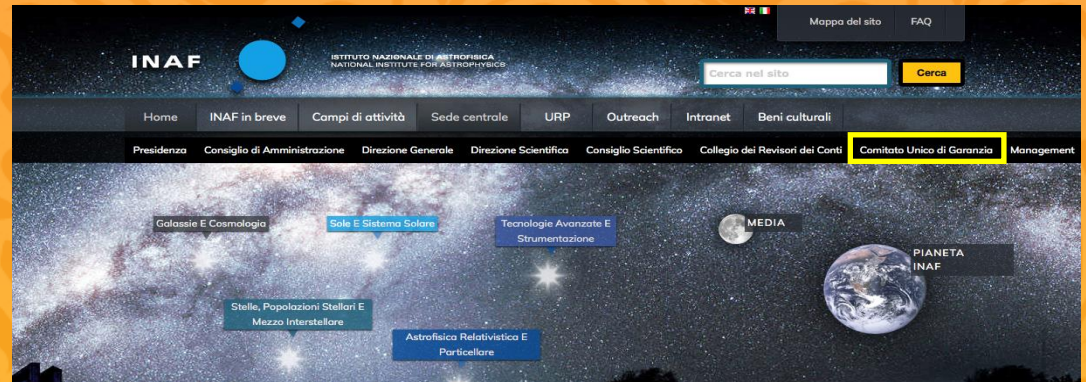 Mappa del sito FAQ
INAF
ISTITUTO NAZIONALE DI ASTROFISICA
NATIONAL INSTITUTE FOR ASTROPHYSICS
Cerca nel sito Cerca
Home INAF in breve Campi di attività Sede centrale URP Outreach Intranet Beni culturali
Presidenza Consiglio di Amministrazione Direzione Generale Direzione Scientifica Consiglio Scientifico Collegio dei Revisori dei Conti Comitato Unico di Garanzia Management
Galassie E Cosmologia
Sole E Sistema Solare
Tecnologie Avanzate E
Strumentazione
MEDIA
PIANETA
INAF
Stelle, Popolazioni Stellari E
Mezzo Interstellare
Astrofisica Relativistica E
Particellare